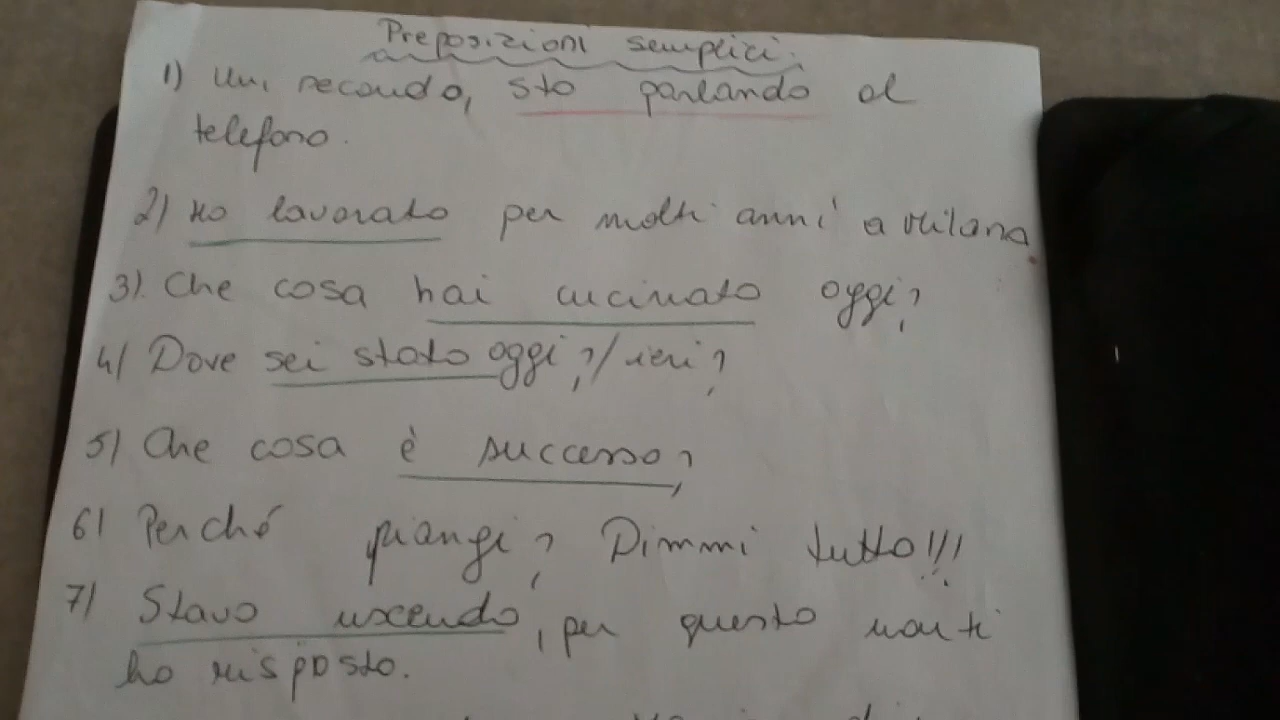 Preposizioni semplici.
1) Un secondo, sto parlando al
telefono.
2) Ho lavorato per molti anni a Milano.
3). Che cosa hai cucinato oggi?
4) Dove sei stato oggi?/ieri?
5) Che cosa è successo?
6) Perché piangi? Dimmi tutto!!!
7) Stavo uscendo, per questo non ti
ho risposto.